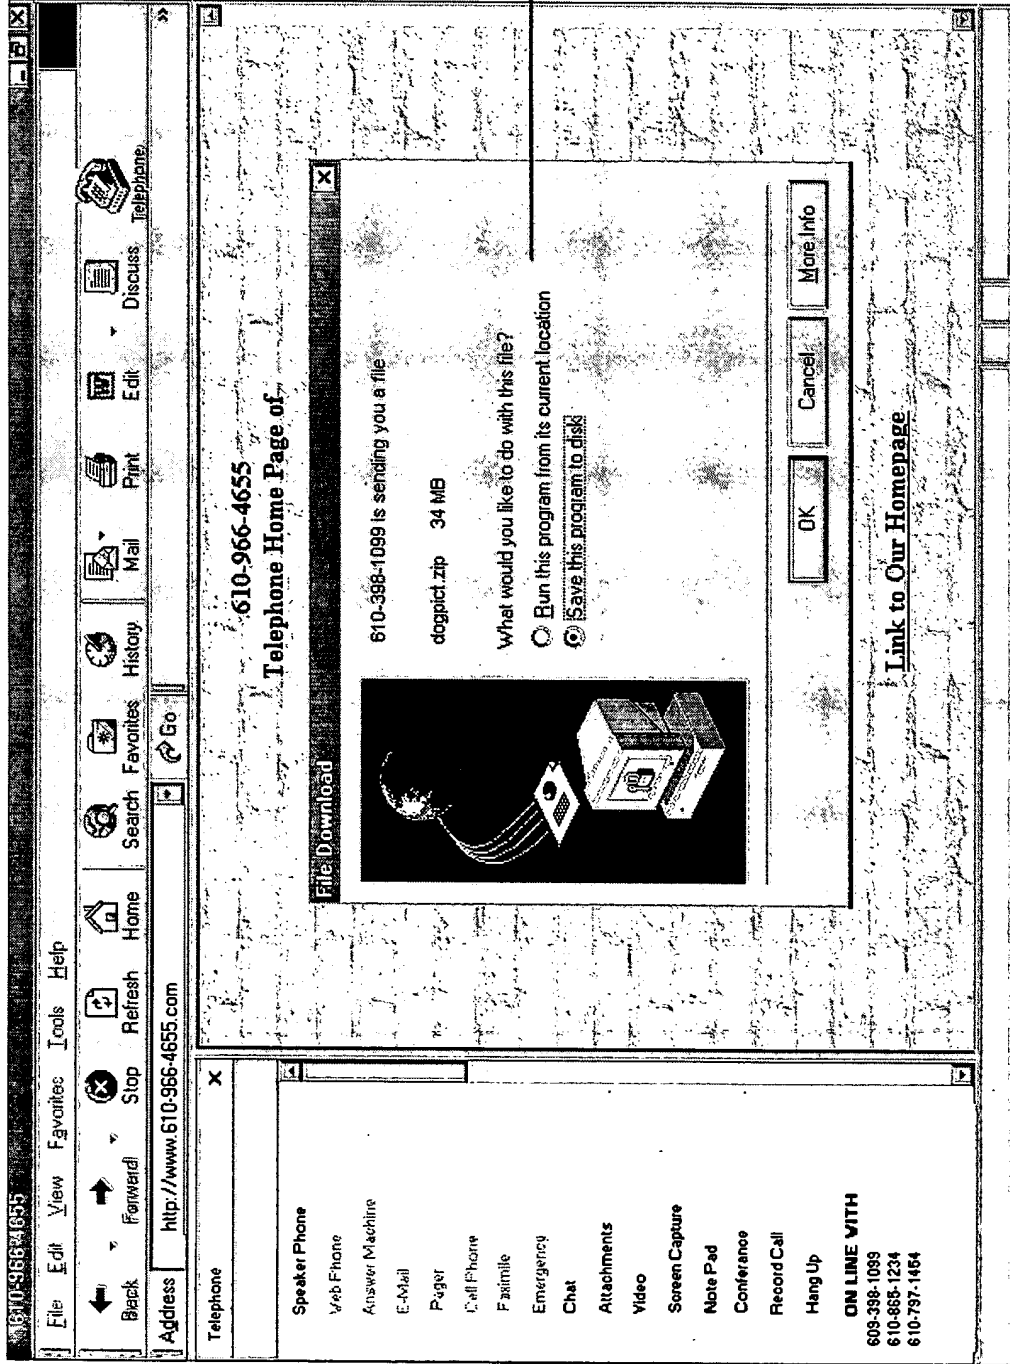 610-966-4655
File Edit View Favorites Tools Help
Back Forward Stop Refresh Home Search Favorites History Mail Print Edit Discuss Telephone
Address http://www.610-966-4655.com Go »
Telephone
Speaker Phone
Web Phone
Answer Machine
E-Mail
Pager
Cell Phone
Faximile
Emergency
Chat
Attachments
Video
Screen Capture
Note Pad
Conferance
Record Call
Hang Up
ON LINE WITH
609-398-1099
610-865-1234
610-797-1454
610-966-4655
Telephone Home Page of
File Download
610-398-1099 is sending you a file
dogpict.zip 34 MB
What would you like to do with this file?
Run this program from its current location
Save this program to disk
OK Cancel More Info
Link to Our Homepage